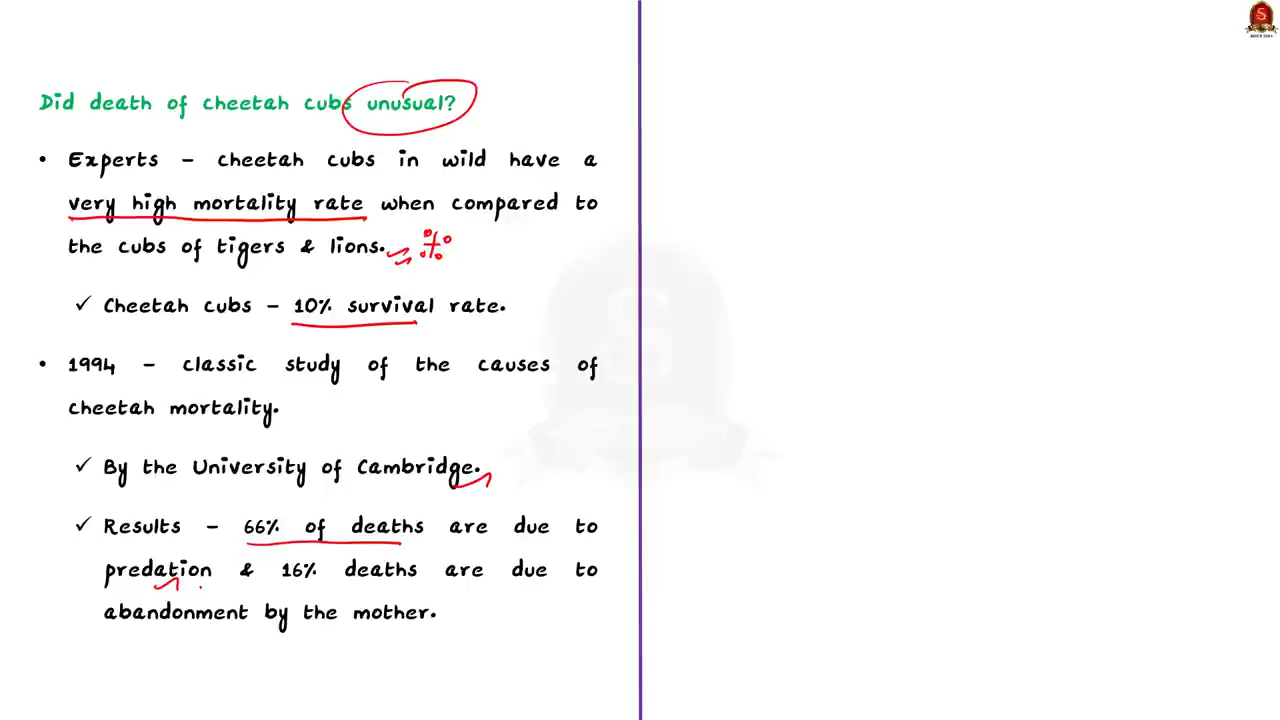 Did death of cheetah cubs unusual?
• Experts - cheetah cubs in wild have a
very high mortality rate when compared to
the cubs of tigers & lions.
✓ Cheetah cubs - 10% survival rate.
• 1994 - classic study of the causes of
cheetah mortality.
✓ By the University of Cambridge.
✓ Results - 66% of deaths are due to
predation & 16% deaths are due to
abandonment by the mother.